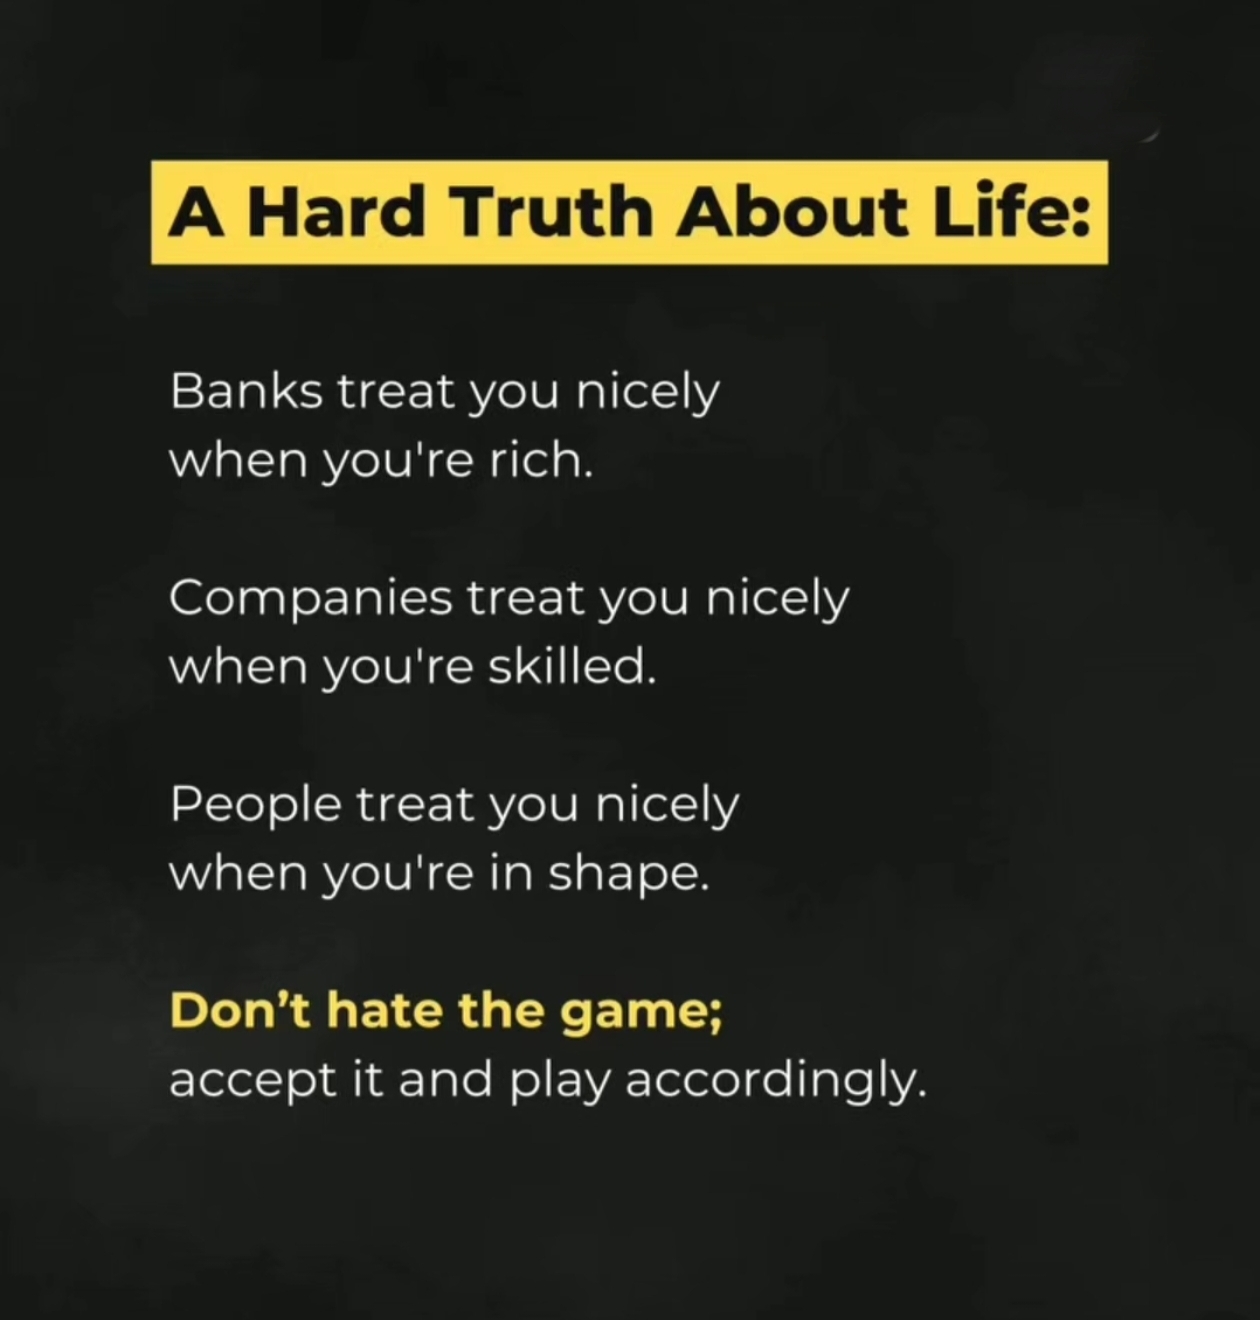 A Hard Truth About Life:
Banks treat you nicely
when you're rich.
Companies treat you nicely
when you're skilled.
People treat you nicely
when you're in shape.
Don’t hate the game;
accept it and play accordingly.